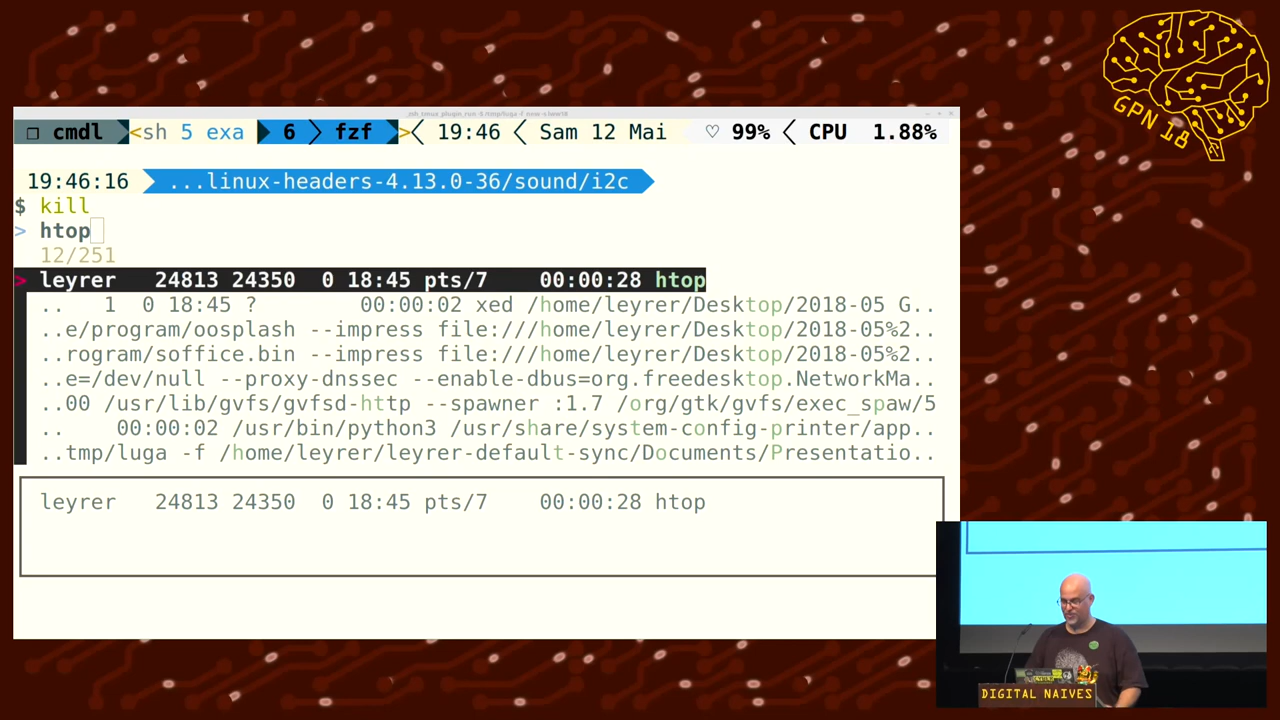 GPN 18
cmdl <sh 5 exa 6 fzf > 19:46 Sam 12 Mai ♡ 99% CPU 1.88%
19:46:16 ...linux-headers-4.13.0-36/sound/i2c
$ kill
> htop
12/251
> leyrer 24813 24350 0 18:45 pts/7 00:00:28 htop
.. 1 0 18:45 ? 00:00:02 xed /home/leyrer/Desktop/2018-05 G..
..e/program/oosplash --impress file:///home/leyrer/Desktop/2018-05%2..
..rogram/soffice.bin --impress file:///home/leyrer/Desktop/2018-05%2..
..e=/dev/null --proxy-dnssec --enable-dbus=org.freedesktop.NetworkMa..
..00 /usr/lib/gvfs/gvfsd-http --spawner :1.7 /org/gtk/gvfs/exec_spaw/5
.. 00:00:02 /usr/bin/python3 /usr/share/system-config-printer/app..
..tmp/luga -f /home/leyrer/leyrer-default-sync/Documents/Presentatio..
leyrer 24813 24350 0 18:45 pts/7 00:00:28 htop
DIGITAL NAIVES